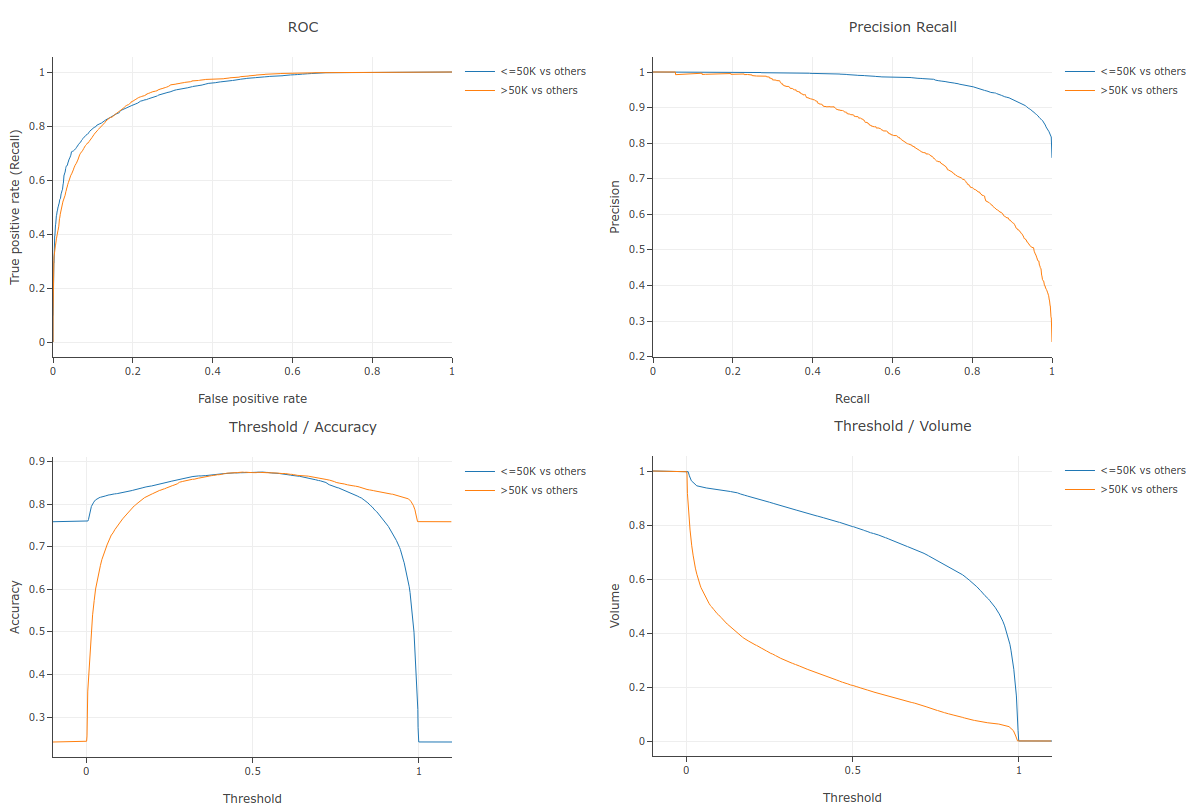 ROC
1
0.8
0.6
0.4
0.2
0
0
0.2
0.4
0.6
0.8
1
True positive rate (Recall)
False positive rate
<=50K vs others
>50K vs others
Precision Recall
1
0.9
0.8
0.7
0.6
0.5
0.4
0.3
0.2
0
0.2
0.4
0.6
0.8
1
Precision
Recall
<=50K vs others
>50K vs others
Threshold / Accuracy
0.9
0.8
0.7
0.6
0.5
0.4
0.3
0
0.5
1
Accuracy
Threshold
<=50K vs others
>50K vs others
Threshold / Volume
1
0.8
0.6
0.4
0.2
0
0
0.5
1
Volume
Threshold
<=50K vs others
>50K vs others